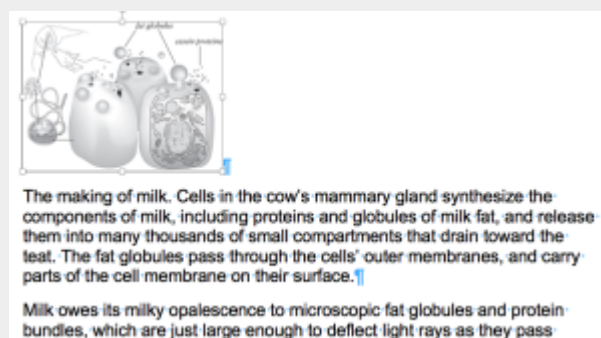 fat globules
casein proteins
The making of milk. Cells in the cow's mammary gland synthesize the
components of milk, including proteins and globules of milk fat, and release
them into many thousands of small compartments that drain toward the
teat. The fat globules pass through the cells' outer membranes, and carry
parts of the cell membrane on their surface.¶
Milk owes its milky opalescence to microscopic fat globules and protein
bundles, which are just large enough to deflect light rays as they pass